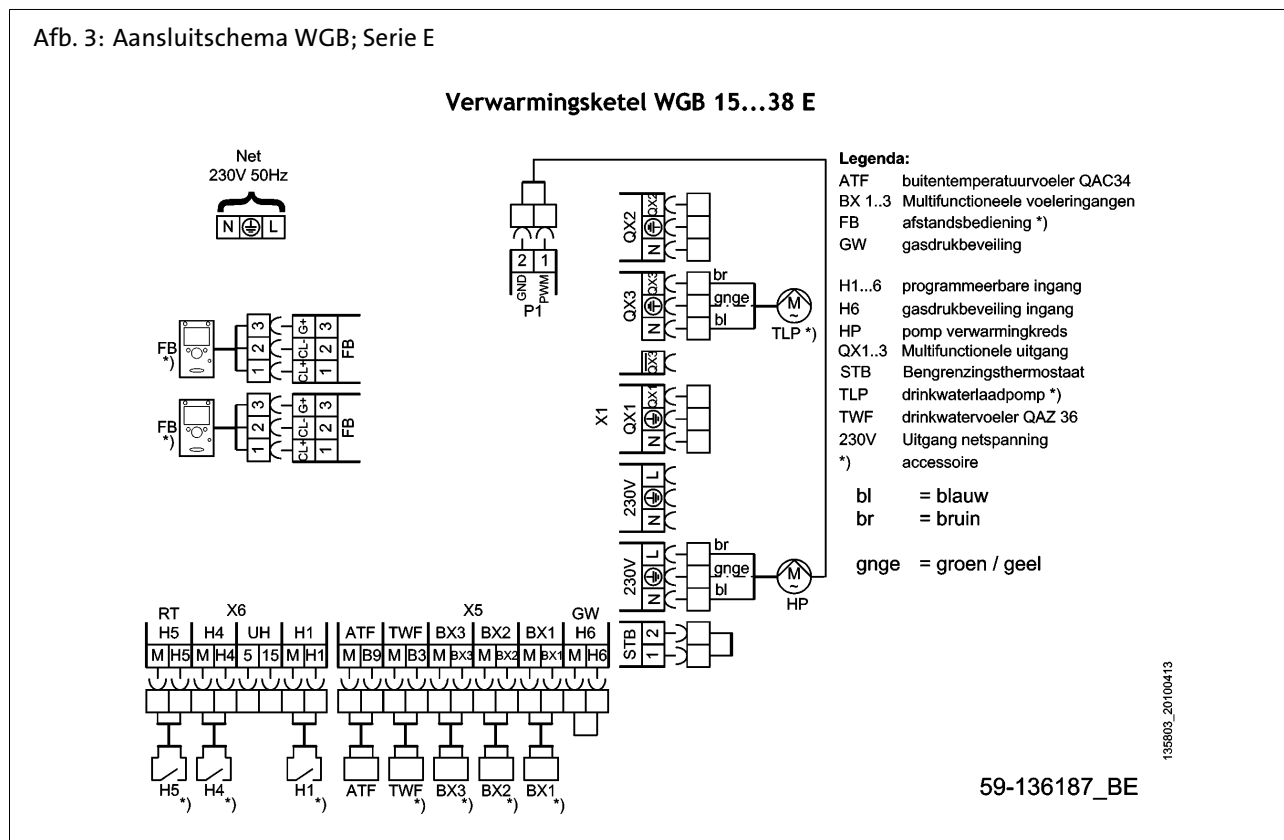 Afb. 3: Aansluitschema WGB; Serie E
Verwarmingsketel WGB 15...38 E
Net
230V 50Hz
N L
FB
*)
3 2 1
G+ CL- CL+
3 2 1
FB
FB
*)
3 2 1
G+ CL- CL+
3 2 1
FB
2 1
GND PWM
P1
X1
QX2
QX2 N
QX3
QX3 N
br
gnge
bl
M
~
TLP *)
QX3
QX1
QX1 N
230V
L N
230V
L N
br
gnge
bl
M
~
HP
STB
2 1
RT X6 X5 GW
H5 H4 UH H1 ATF TWF BX3 BX2 BX1 H6
M H5 M H4 5 15 M H1 M B9 M B3 M BX3 M BX2 M BX1 M H6
H5 *) H4 *) H1 *) ATF TWF *) BX3 *) BX2 *) BX1 *)
Legenda:
ATF buitentemperatuurvoeler QAC34
BX 1..3 Multifunctioneele voeleringangen
FB afstandsbediening *)
GW gasdrukbeveiling
H1...6 programmeerbare ingang
H6 gasdrukbeveiling ingang
HP pomp verwarmingkreds
QX1..3 Multifunctionele uitgang
STB Bengrenzingsthermostaat
TLP drinkwaterlaadpomp *)
TWF drinkwatervoeler QAZ 36
230V Uitgang netspanning
*) accessoire
bl = blauw
br = bruin
gnge = groen / geel
135803_20100413
59-136187_BE